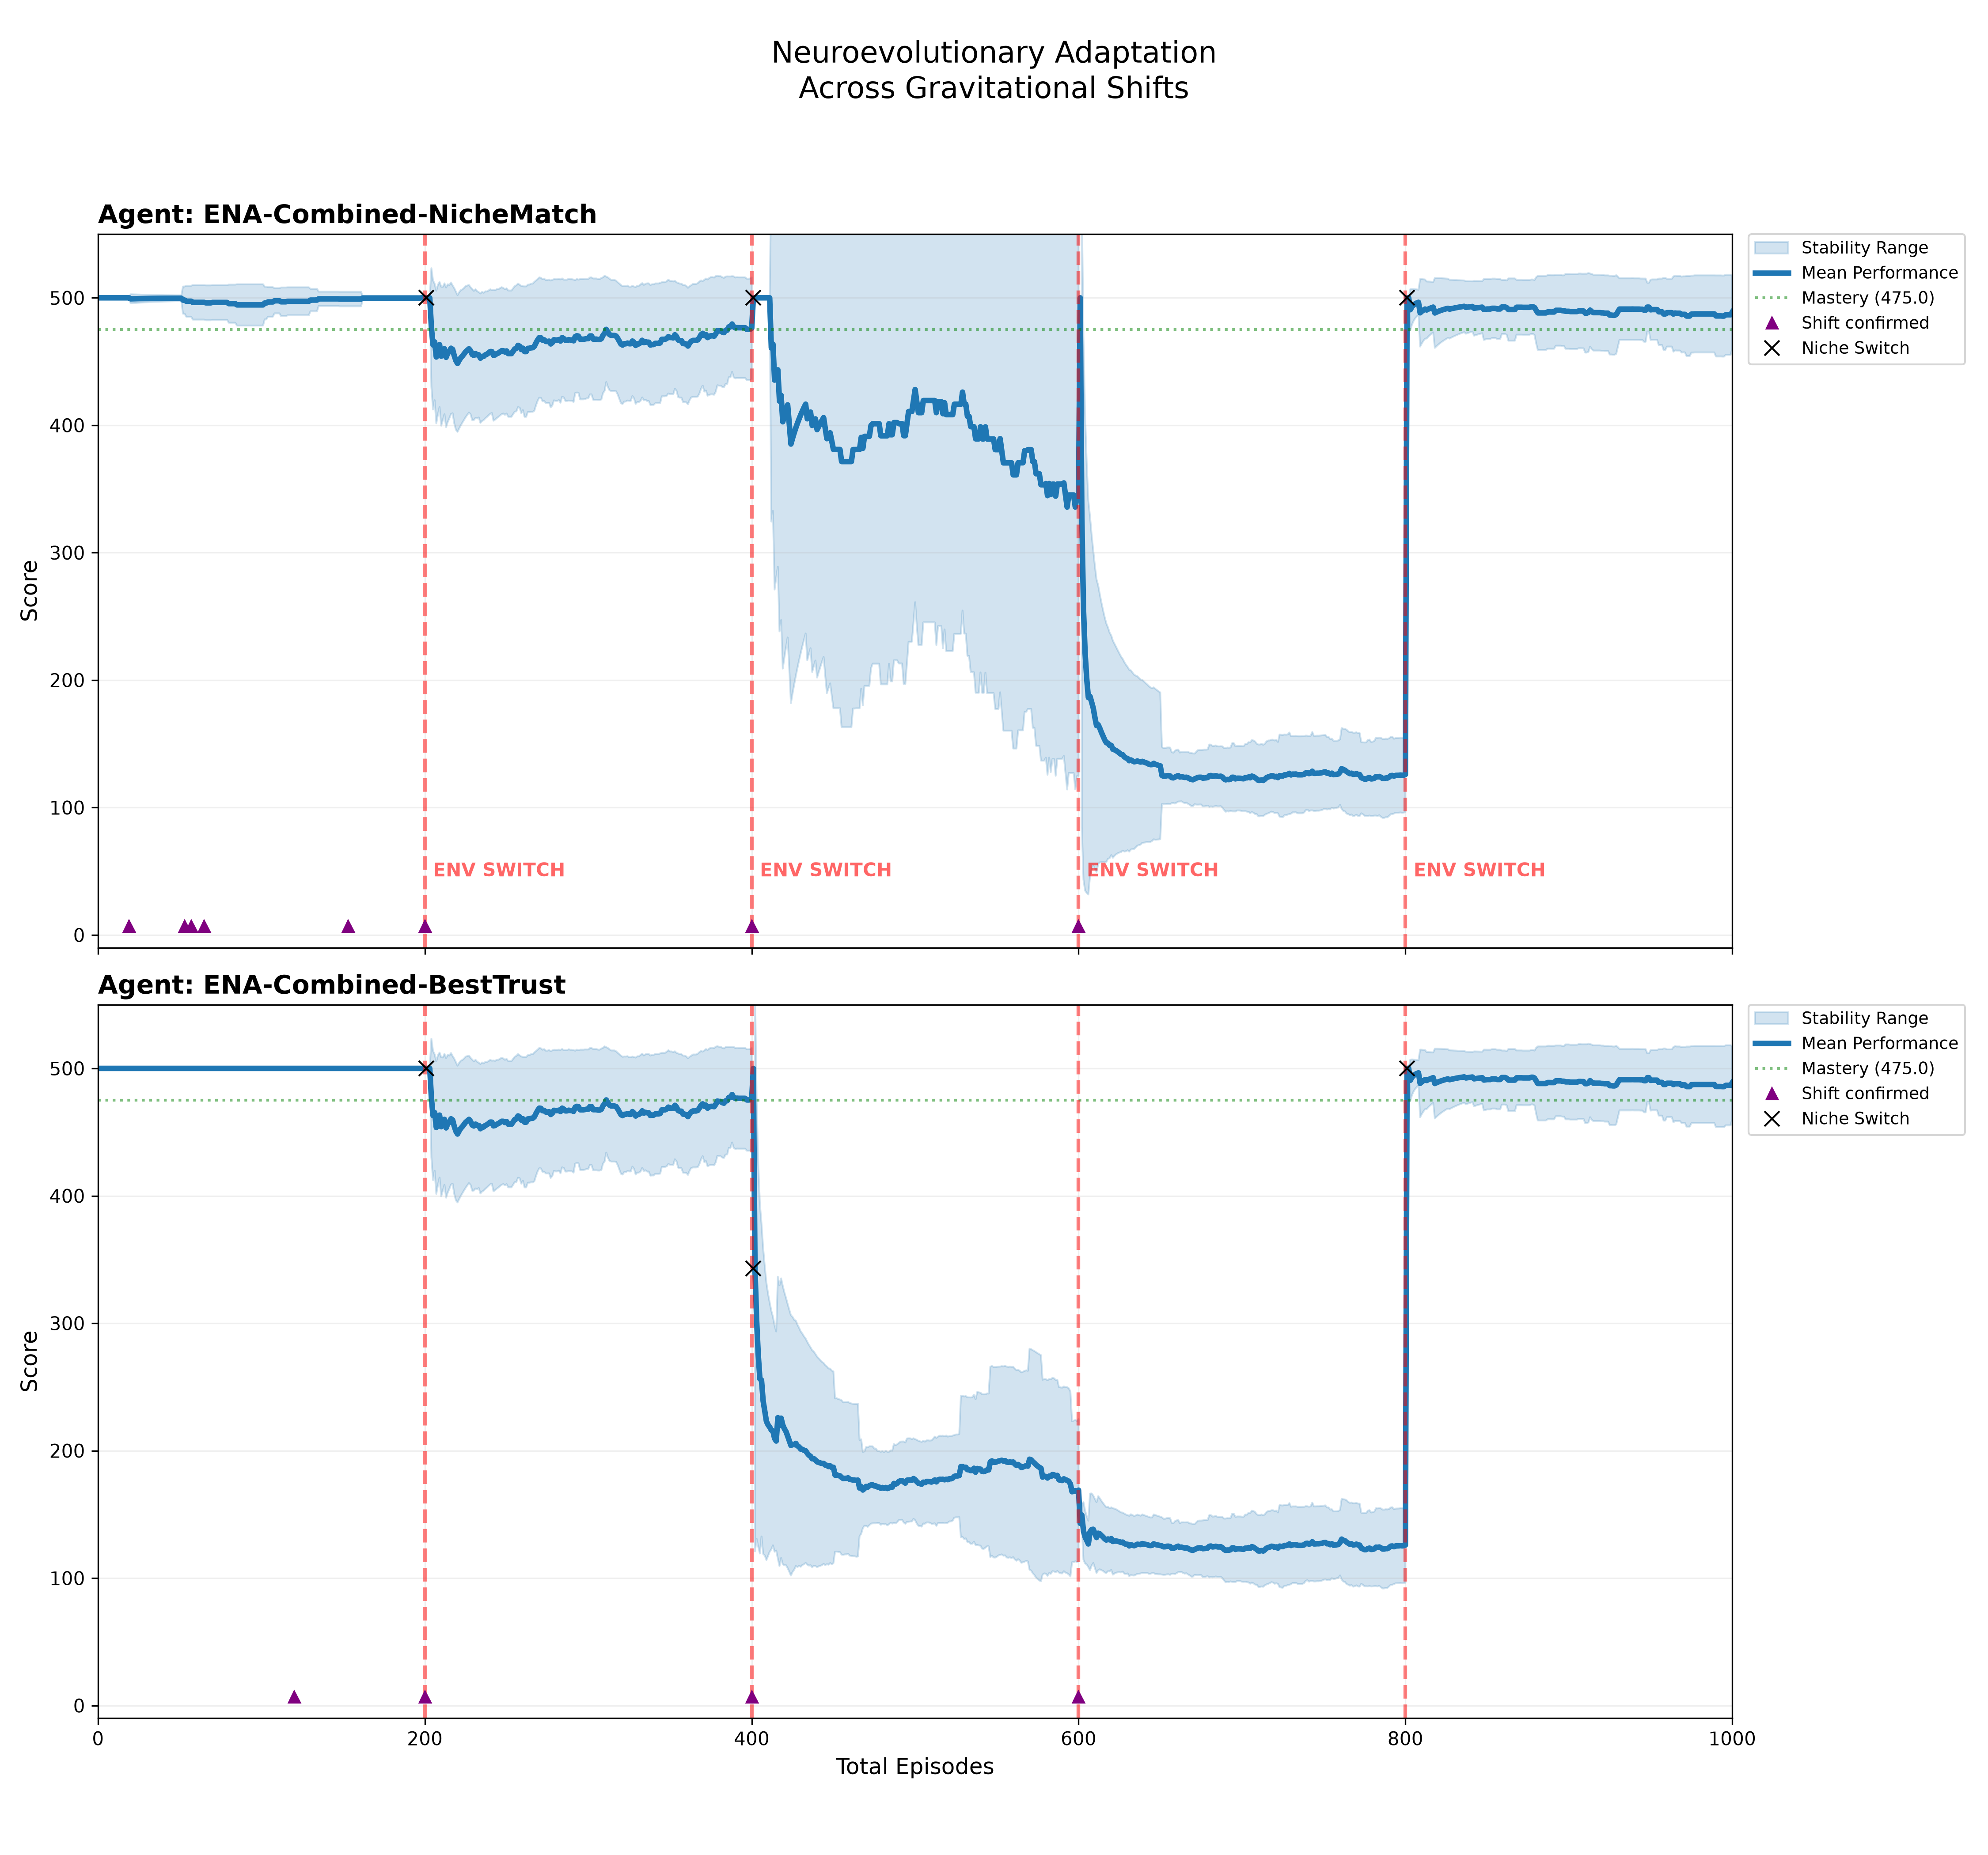 Neuroevolutionary Adaptation
Across Gravitational Shifts
Agent: ENA-Combined-NicheMatch
Score
500
400
300
200
100
0
ENV SWITCH
ENV SWITCH
ENV SWITCH
ENV SWITCH
Stability Range
Mean Performance
Mastery (475.0)
Shift confirmed
Niche Switch
Agent: ENA-Combined-BestTrust
Score
500
400
300
200
100
0
Stability Range
Mean Performance
Mastery (475.0)
Shift confirmed
Niche Switch
0
200
400
600
800
1000
Total Episodes